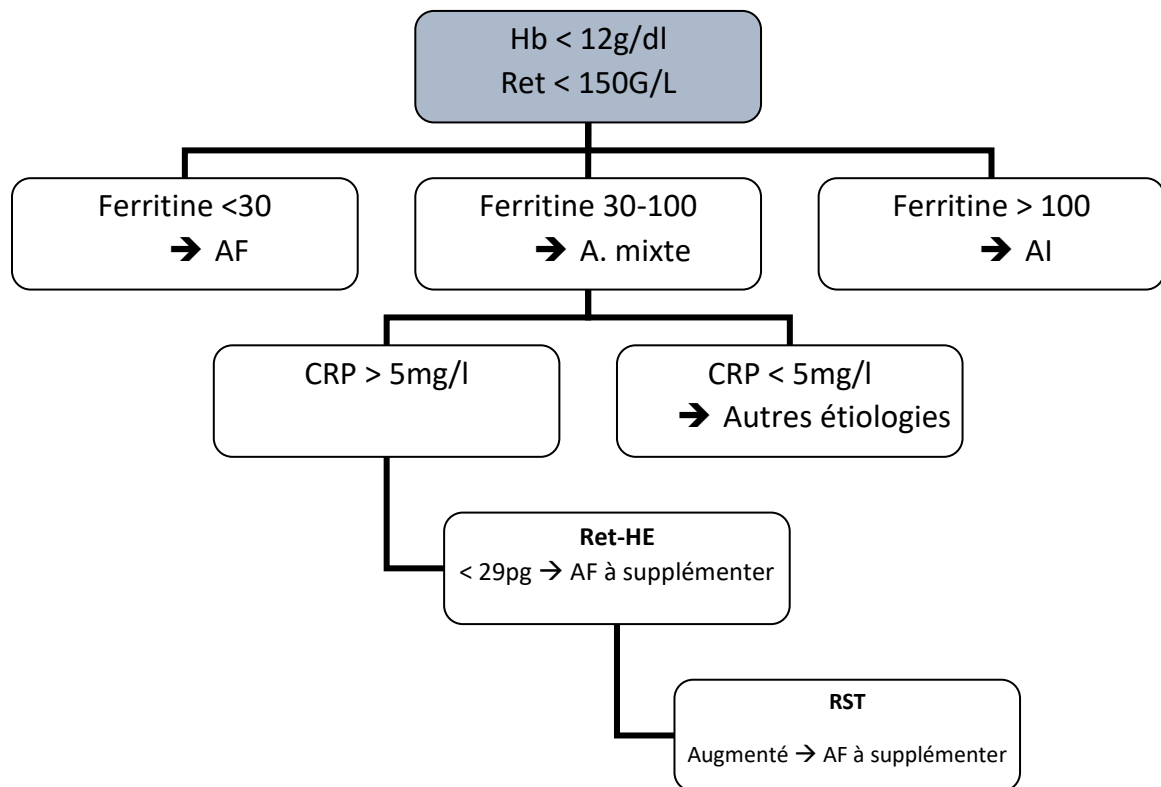 Hb < 12g/dl
Ret < 150G/L
Ferritine <30
➔ AF
Ferritine 30-100
➔ A. mixte
Ferritine > 100
➔ AI
CRP > 5mg/l
CRP < 5mg/l
➔ Autres étiologies
Ret-HE
< 29pg → AF à supplémenter
RST
Augmenté → AF à supplémenter